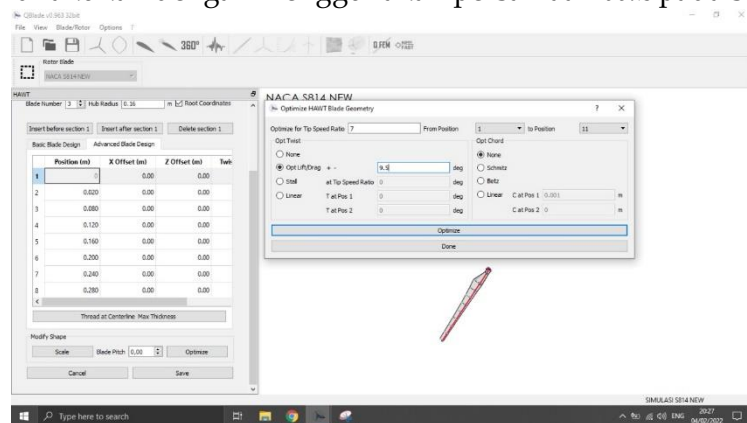 QBlade v0.963 32bit
File View Blade/Rotor Options ?
360° QFEM
Rotor Blade
NACA S814 NEW
HAWT
Blade Number 3 Hub Radius 0.16 m Root Coordinates
Insert before section 1 Insert after section 1 Delete section 1
Basic Blade Design Advanced Blade Design
Position (m) X Offset (m) Z Offset (m) Twis
1 0 0.00 0.00
2 0.020 0.00 0.00
3 0.080 0.00 0.00
4 0.120 0.00 0.00
5 0.160 0.00 0.00
6 0.200 0.00 0.00
7 0.240 0.00 0.00
8 0.280 0.00 0.00
Thread at Centerline Max Thickness
Modify Shape
Scale Blade Pitch 0,00 Optimize
Cancel Save
NACA S814 NEW
Optimize HAWT Blade Geometry ? X
Optimize for Tip Speed Ratio 7 From Position 1 to Position 11
Opt Twist Opt Chord
None None
Opt Lift/Drag + - 9.5 deg Schmitz
Stall at Tip Speed Ratio 0 deg Betz
Linear T at Pos 1 0 deg Linear C at Pos 1 0.001 m
T at Pos 2 0 deg C at Pos 2 0 m
Optimize
Done
SIMULASI S814 NEW
Type here to search
ENG 20:27
04/02/2022